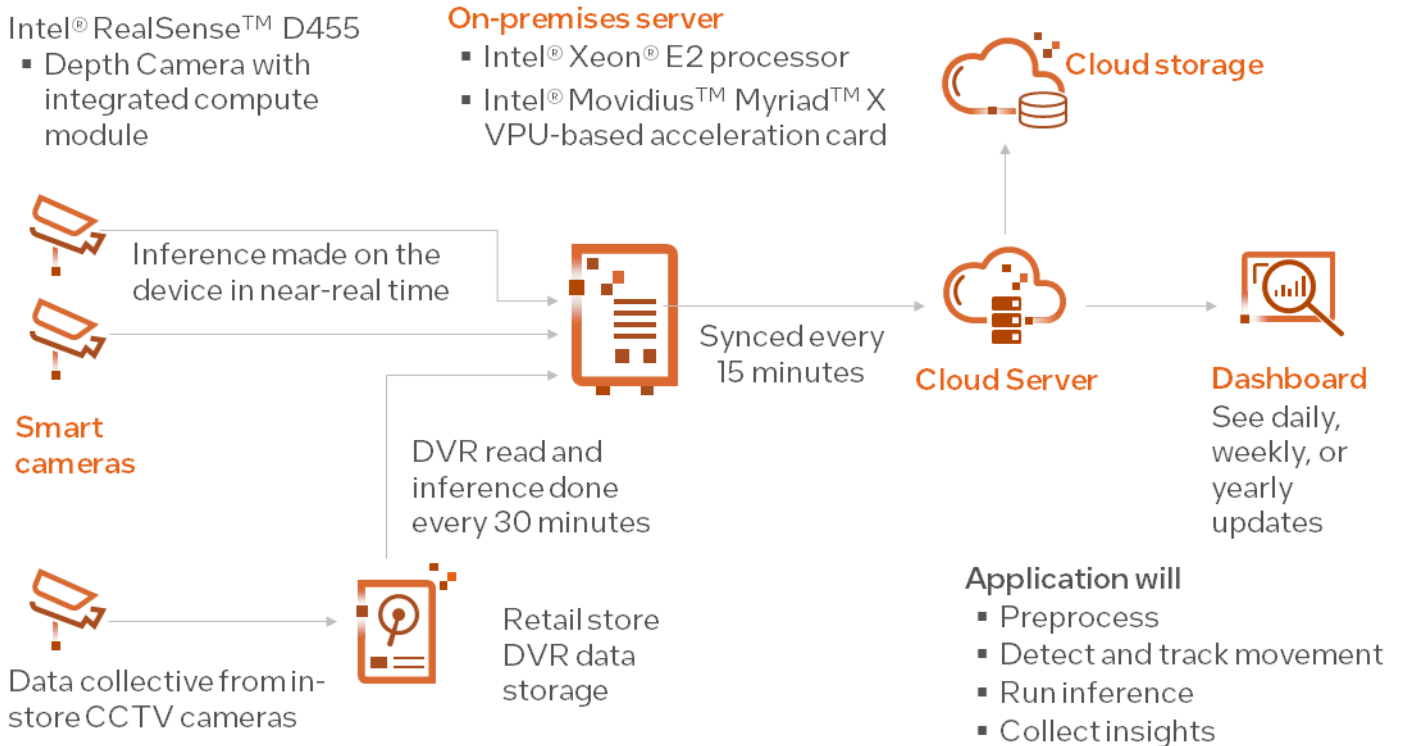 Intel® RealSense™ D455
▪ Depth Camera with
integrated compute
module
On-premises server
▪ Intel® Xeon® E2 processor
▪ Intel® Movidius™ Myriad™ X
VPU-based acceleration card
Cloud storage
Inference made on the
device in near-real time
Synced every
15 minutes
Cloud Server
Dashboard
See daily,
weekly, or
yearly
updates
Smart
cameras
DVR read and
inference done
every 30 minutes
Data collective from in-
store CCTV cameras
Retail store
DVR data
storage
Application will
▪ Preprocess
▪ Detect and track movement
▪ Run inference
▪ Collect insights